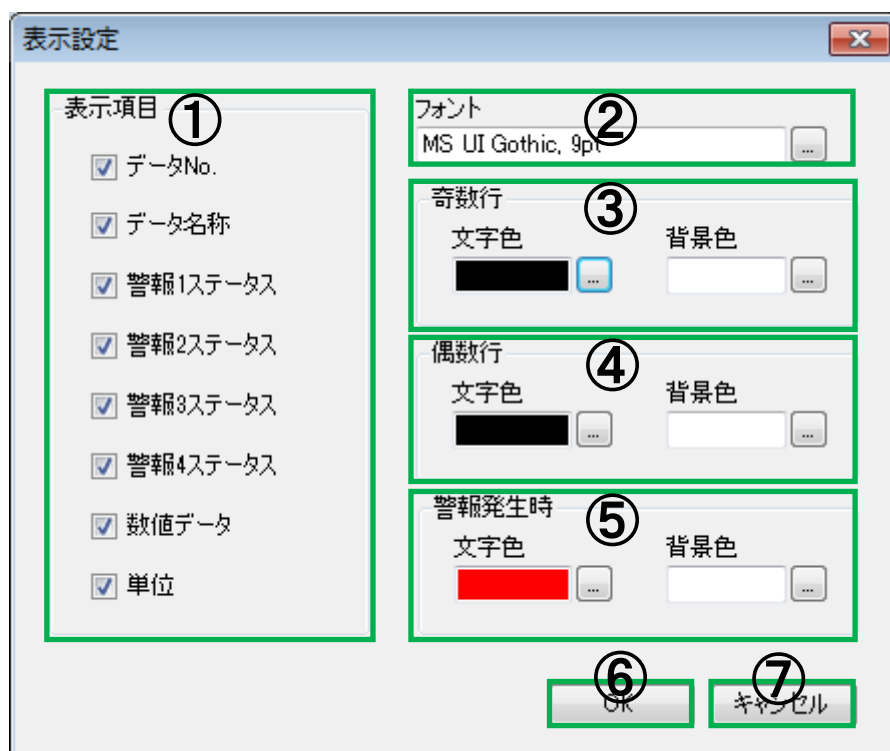 表示設定
表示項目 ①
データNo.
データ名称
警報1ステータス
警報2ステータス
警報3ステータス
警報4ステータス
数値データ
単位
フォント ②
MS UI Gothic, 9pt
...
奇数行 ③
文字色 背景色
... ...
偶数行 ④
文字色 背景色
... ...
警報発生時 ⑤
文字色 背景色
... ...
⑥ ⑦
OK キャンセル